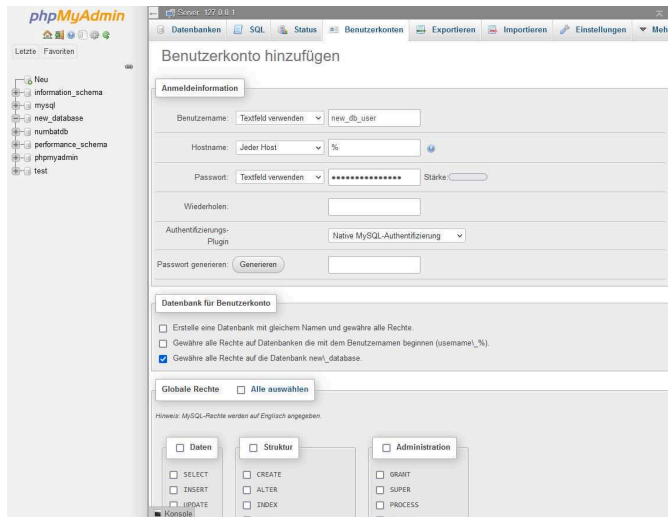 phpMyAdmin
Letzte Favoriten
Neu
information_schema
mysql
new_database
numbatdb
performance_schema
phpmyadmin
test
Server: 127.0.0.1
Datenbanken SQL Status Benutzerkonten Exportieren Importieren Einstellungen Meh
Benutzerkonto hinzufügen
Anmeldeinformation
Benutzername: Textfeld verwenden new_db_user
Hostname: Jeder Host %
Passwort: Textfeld verwenden ••••••••••••••• Stärke:
Wiederholen:
Authentifizierungs-
Plugin
Native MySQL-Authentifizierung
Passwort generieren: Generieren
Datenbank für Benutzerkonto
Erstelle eine Datenbank mit gleichem Namen und gewähre alle Rechte.
Gewähre alle Rechte auf Datenbanken die mit dem Benutzernamen beginnen (username\_%).
Gewähre alle Rechte auf die Datenbank new\_database.
Globale Rechte Alle auswählen
Hinweis: MySQL-Rechte werden auf Englisch angegeben.
Daten Struktur Administration
SELECT CREATE GRANT
INSERT ALTER SUPER
UPDATE INDEX PROCESS
Konsole